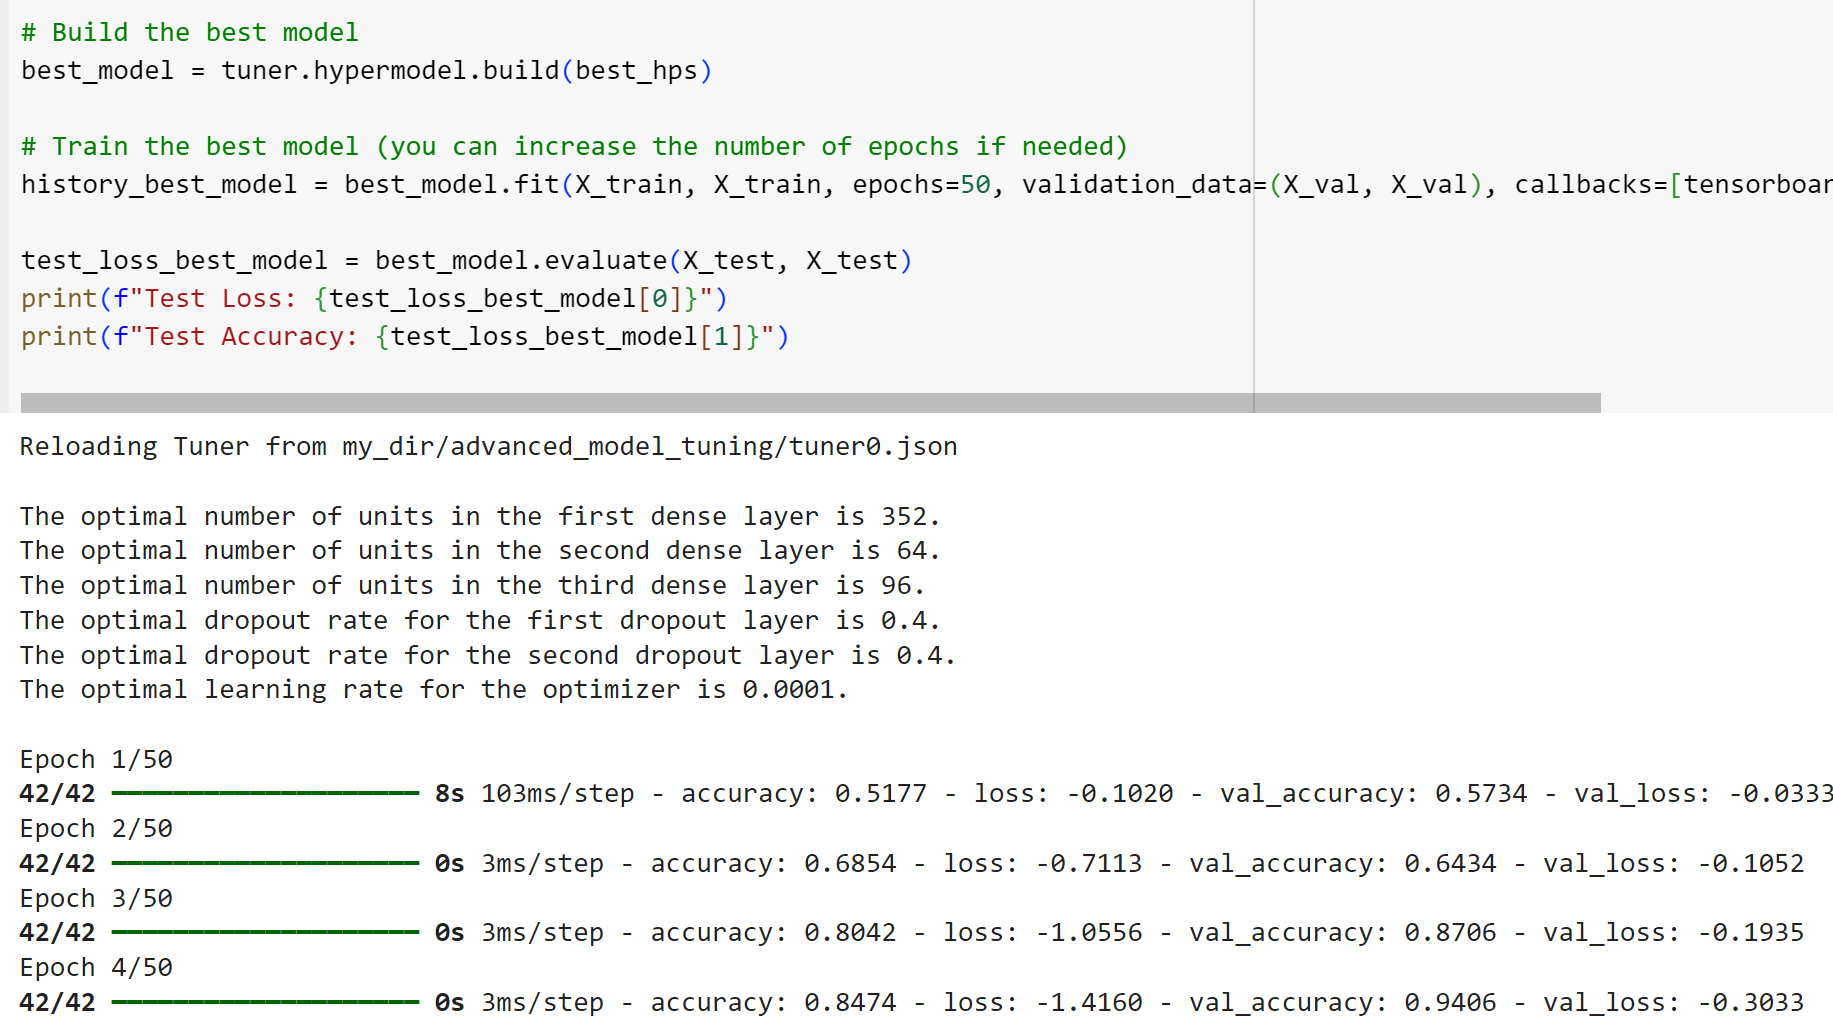 # Build the best model
best_model = tuner.hypermodel.build(best_hps)
# Train the best model (you can increase the number of epochs if needed)
history_best_model = best_model.fit(X_train, X_train, epochs=50, validation_data=(X_val, X_val), callbacks=[tensorboar
test_loss_best_model = best_model.evaluate(X_test, X_test)
print(f"Test Loss: {test_loss_best_model[0]}")
print(f"Test Accuracy: {test_loss_best_model[1]}")
Reloading Tuner from my_dir/advanced_model_tuning/tuner0.json
The optimal number of units in the first dense layer is 352.
The optimal number of units in the second dense layer is 64.
The optimal number of units in the third dense layer is 96.
The optimal dropout rate for the first dropout layer is 0.4.
The optimal dropout rate for the second dropout layer is 0.4.
The optimal learning rate for the optimizer is 0.0001.
Epoch 1/50
42/42 ━━━━━━━━━━━━━━━━━━━━ 8s 103ms/step - accuracy: 0.5177 - loss: -0.1020 - val_accuracy: 0.5734 - val_loss: -0.0333
Epoch 2/50
42/42 ━━━━━━━━━━━━━━━━━━━━ 0s 3ms/step - accuracy: 0.6854 - loss: -0.7113 - val_accuracy: 0.6434 - val_loss: -0.1052
Epoch 3/50
42/42 ━━━━━━━━━━━━━━━━━━━━ 0s 3ms/step - accuracy: 0.8042 - loss: -1.0556 - val_accuracy: 0.8706 - val_loss: -0.1935
Epoch 4/50
42/42 ━━━━━━━━━━━━━━━━━━━━ 0s 3ms/step - accuracy: 0.8474 - loss: -1.4160 - val_accuracy: 0.9406 - val_loss: -0.3033